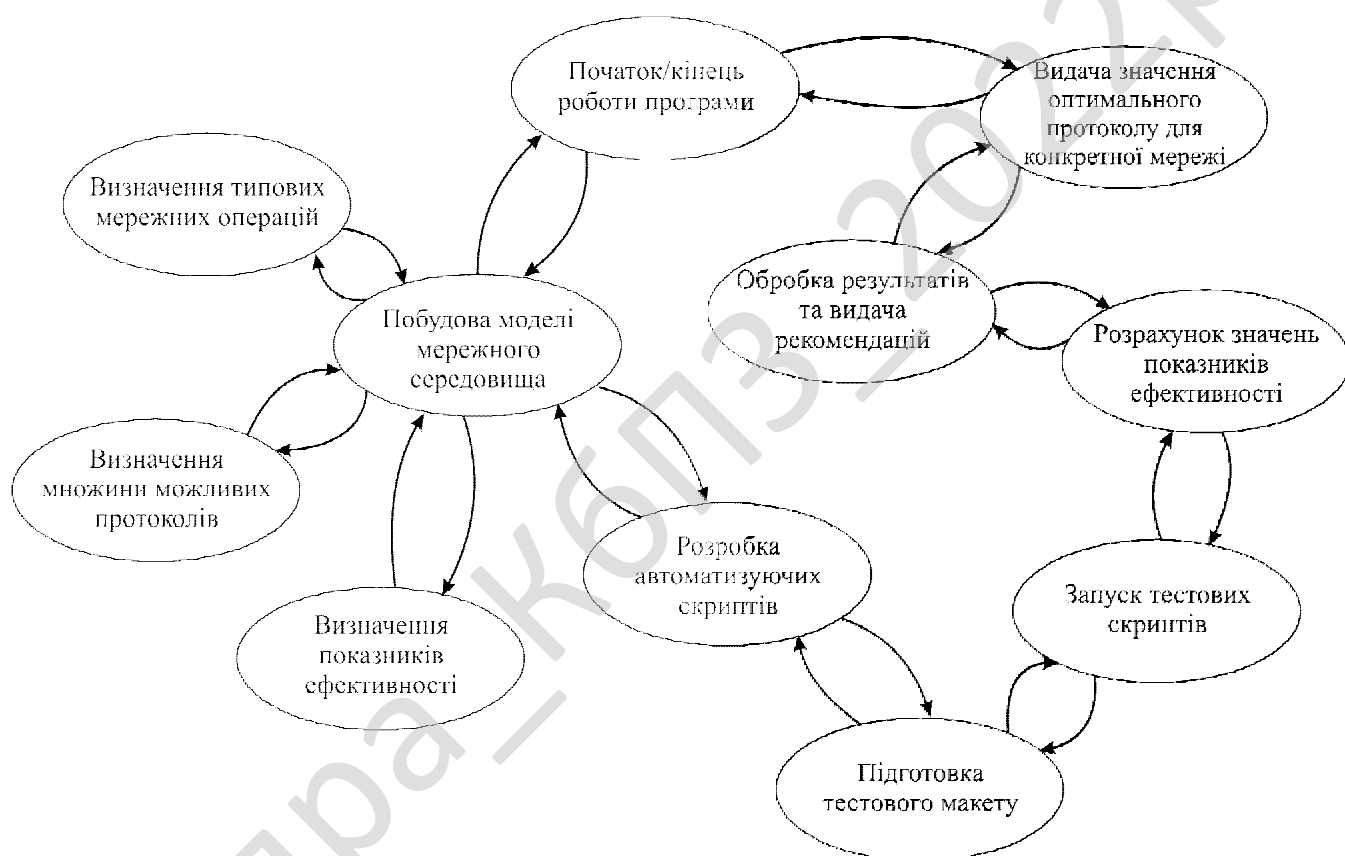 Початок/кінець
роботи програми
Видача значення
оптимального
протоколу для
конкретної мережі
Визначення типових
мережних операцій
Обробка результатів
та видача
рекомендацій
Побудова моделі
мережного
середовища
Розрахунок значень
показників
ефективності
Визначення
множини можливих
протоколів
Розробка
автоматизуючих
скриптів
Запуск тестових
скриптів
Визначення
показників
ефективності
Підготовка
тестового макету
дра_КбПЗ_2022р